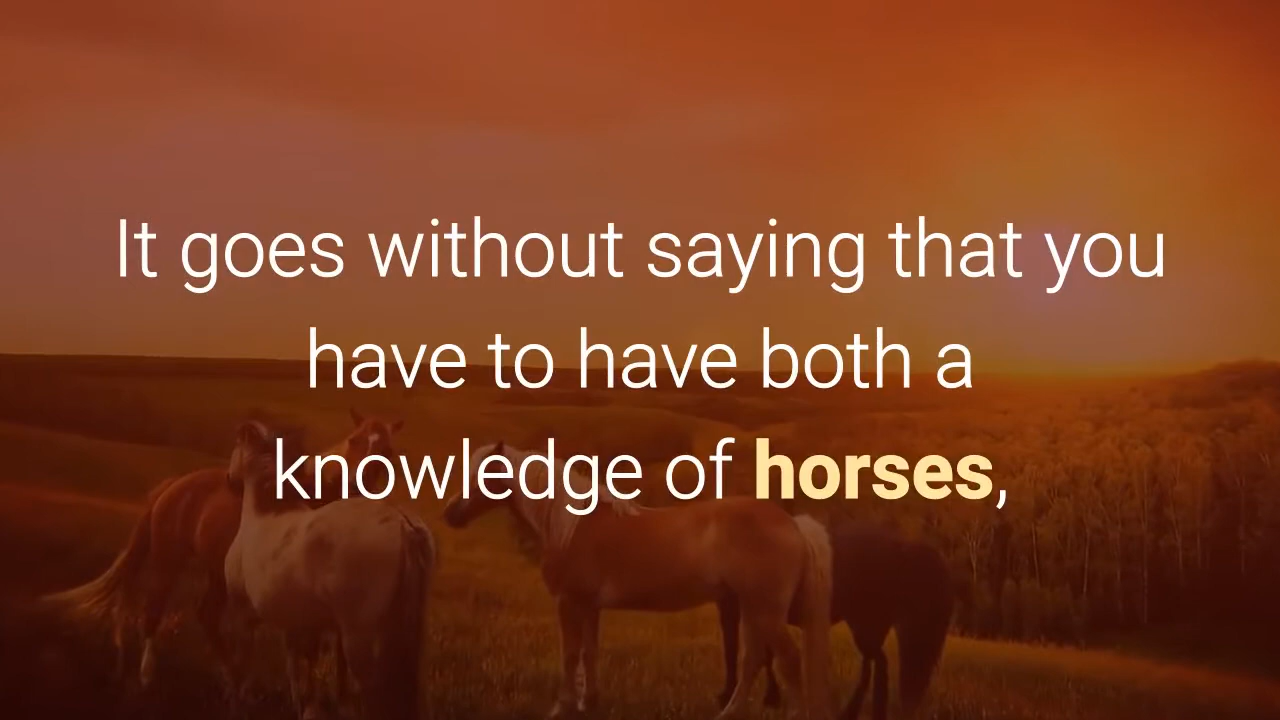 It goes without saying that you
have to have both a
knowledge of horses,